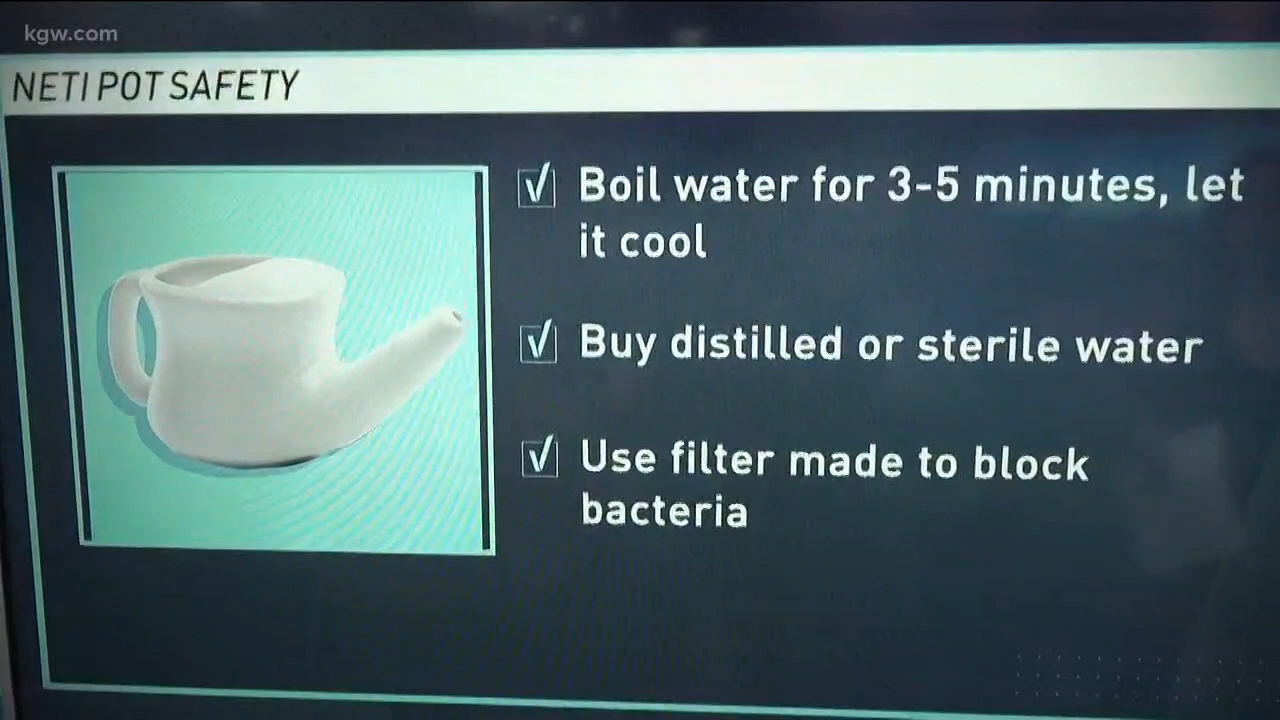 kgw.com
NETI POT SAFETY
Boil water for 3-5 minutes, let
it cool
Buy distilled or sterile water
Use filter made to block
bacteria